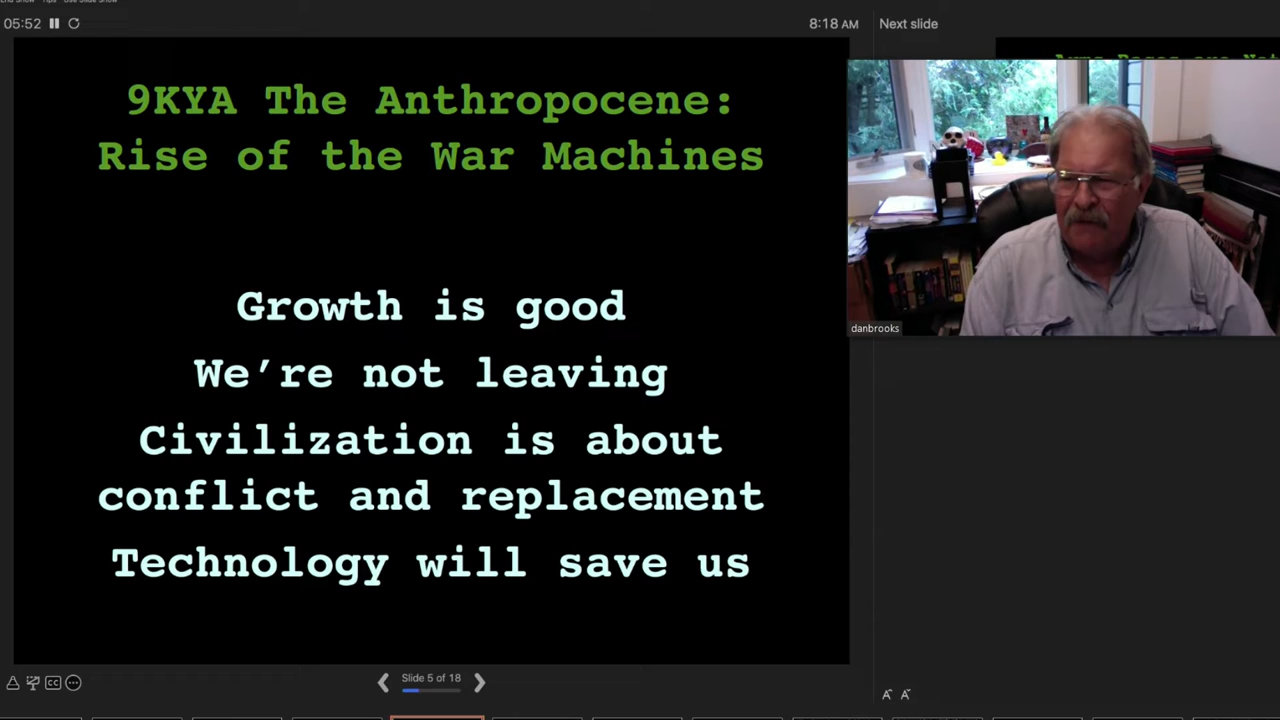 05:52
8:18 AM
Next slide
9KYA The Anthropocene:
Rise of the War Machines
Growth is good
We're not leaving
Civilization is about
conflict and replacement
Technology will save us
danbrooks
Slide 5 of 18